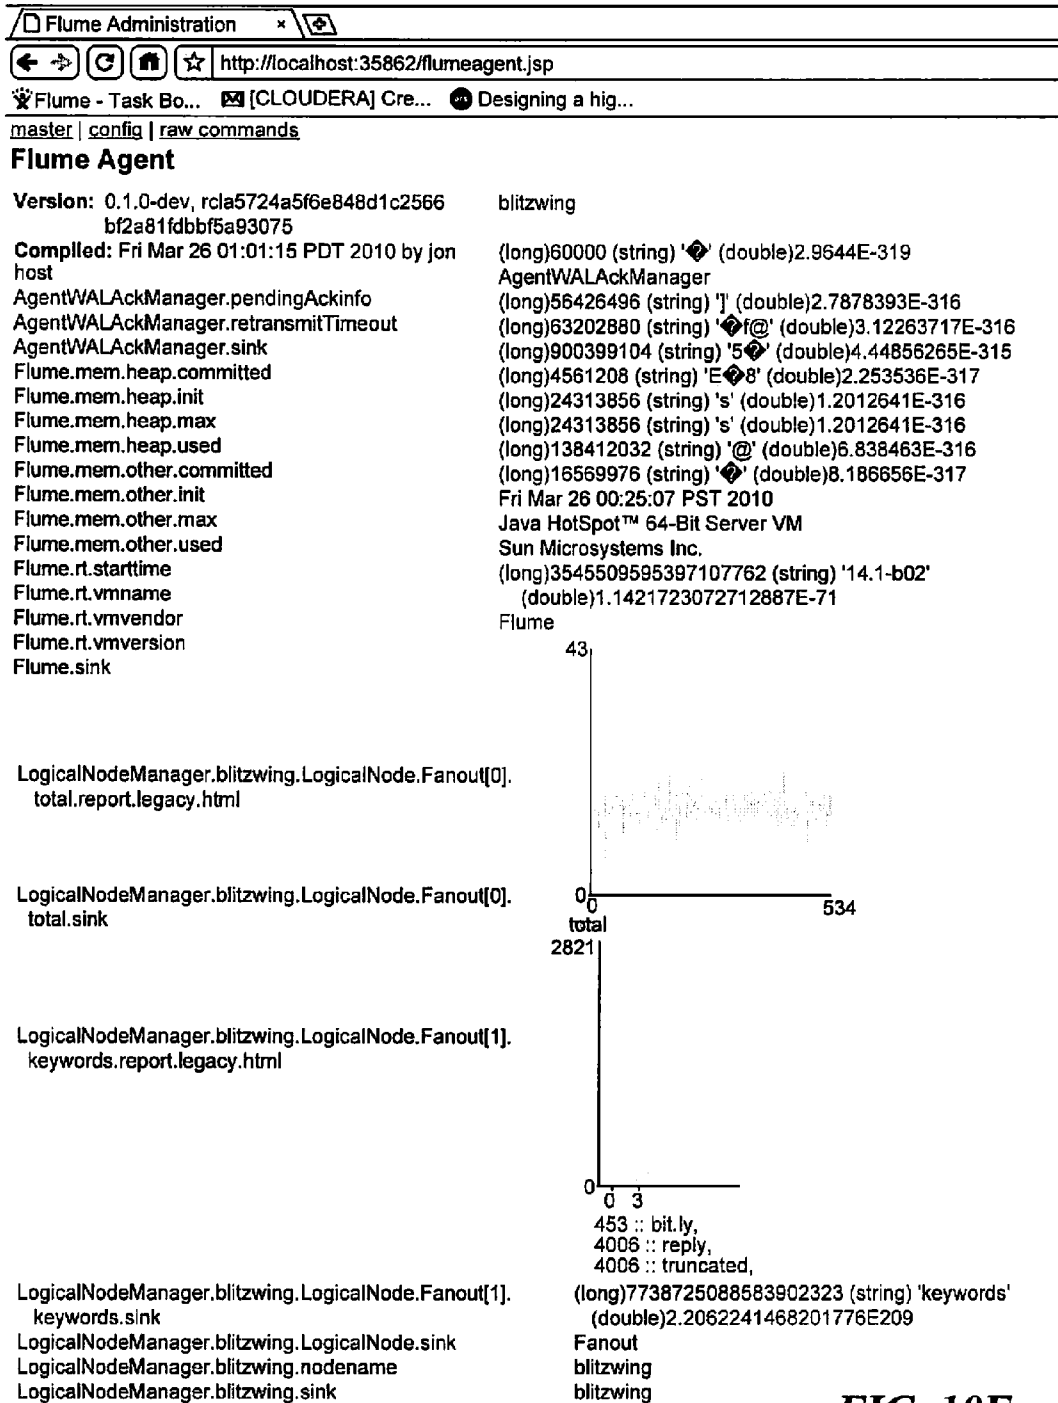 Flume Administration ×
http://localhost:35862/flumeagent.jsp
Flume - Task Bo... [CLOUDERA] Cre... Designing a hig...
master | config | raw commands
Flume Agent
Version: 0.1.0-dev, rcla5724a5f6e848d1c2566 blitzwing
bf2a81fdbbf5a93075
Compiled: Fri Mar 26 01:01:15 PDT 2010 by jon (long)60000 (string) '�' (double)2.9644E-319
host AgentWALAckManager
AgentWALAckManager.pendingAckinfo (long)56426496 (string) ']' (double)2.7878393E-316
AgentWALAckManager.retransmitTimeout (long)63202880 (string) '�f@' (double)3.12263717E-316
AgentWALAckManager.sink (long)900399104 (string) '5�' (double)4.44856265E-315
Flume.mem.heap.committed (long)4561208 (string) 'E�8' (double)2.253536E-317
Flume.mem.heap.init (long)24313856 (string) 's' (double)1.2012641E-316
Flume.mem.heap.max (long)24313856 (string) 's' (double)1.2012641E-316
Flume.mem.heap.used (long)138412032 (string) '@' (double)6.838463E-316
Flume.mem.other.committed (long)16569976 (string) '�' (double)8.186656E-317
Flume.mem.other.init Fri Mar 26 00:25:07 PST 2010
Flume.mem.other.max Java HotSpot™ 64-Bit Server VM
Flume.mem.other.used Sun Microsystems Inc.
Flume.rt.starttime (long)3545509595397107762 (string) '14.1-b02'
Flume.rt.vmname (double)1.1421723072712887E-71
Flume.rt.vmvendor Flume
Flume.rt.vmversion 43
Flume.sink
LogicalNodeManager.blitzwing.LogicalNode.Fanout[0].
total.report.legacy.html
LogicalNodeManager.blitzwing.LogicalNode.Fanout[0]. 0
total.sink 0 534
total
2821
LogicalNodeManager.blitzwing.LogicalNode.Fanout[1].
keywords.report.legacy.html
0
0 3
453 :: bit.ly,
4006 :: reply,
4006 :: truncated,
LogicalNodeManager.blitzwing.LogicalNode.Fanout[1]. (long)7738725088583902323 (string) 'keywords'
keywords.sink (double)2.2062241468201776E209
LogicalNodeManager.blitzwing.LogicalNode.sink Fanout
LogicalNodeManager.blitzwing.nodename blitzwing
LogicalNodeManager.blitzwing.sink blitzwing